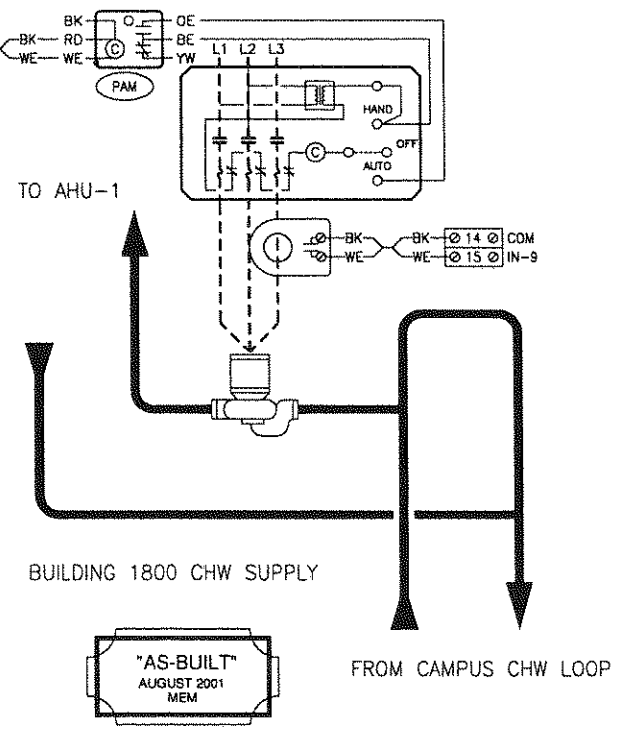 BK OE
BK RD BE
WE WE YW
C
PAM
L1 L2 L3
HAND
OFF
C
AUTO
TO AHU-1
BK BK 14 COM
WE WE 15 IN-9
BUILDING 1800 CHW SUPPLY
"AS-BUILT"
AUGUST 2001
MEM
FROM CAMPUS CHW LOOP